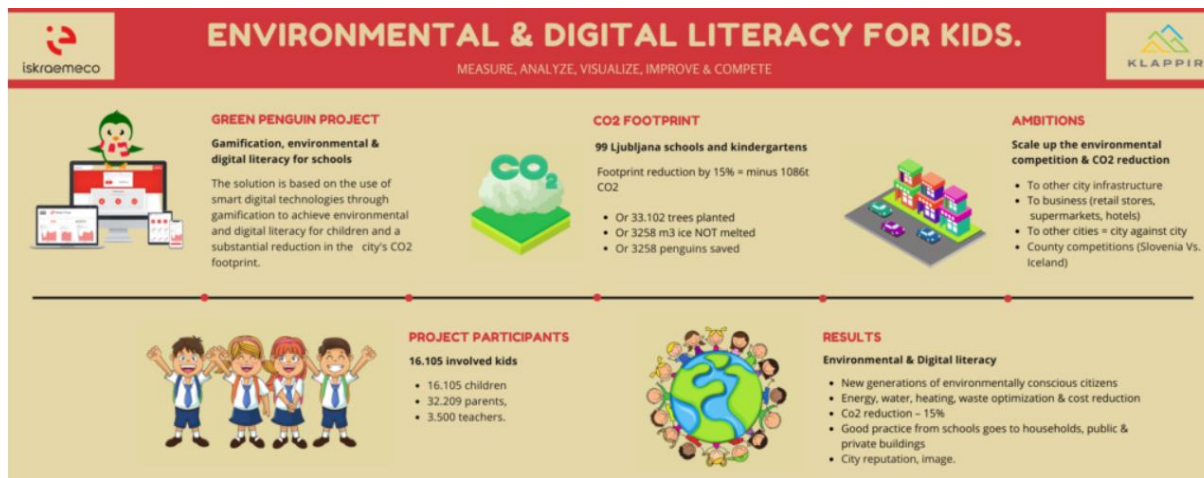 iskraemeco
ENVIRONMENTAL & DIGITAL LITERACY FOR KIDS.
MEASURE, ANALYZE, VISUALIZE, IMPROVE & COMPETE
KLAPPIR
GREEN PENGUIN PROJECT
Gamification, environmental &
digital literacy for schools
The solution is based on the use of
smart digital technologies through
gamification to achieve environmental
and digital literacy for children and a
substantial reduction in the city's CO2
footprint.
CO2
CO2 FOOTPRINT
99 Ljubljana schools and kindergartens
Footprint reduction by 15% = minus 1086t
CO2
• Or 33.102 trees planted
• Or 3258 m3 ice NOT melted
• Or 3258 penguins saved
AMBITIONS
Scale up the environmental
competition & CO2 reduction
• To other city infrastructure
• To business (retail stores,
supermarkets, hotels)
• To other cities = city against city
• County competitions (Slovenia Vs.
Iceland)
PROJECT PARTICIPANTS
16.105 involved kids
• 16.105 children
• 32.209 parents,
• 3.500 teachers.
RESULTS
Environmental & Digital literacy
• New generations of environmentally conscious citizens
• Energy, water, heating, waste optimization & cost reduction
• Co2 reduction – 15%
• Good practice from schools goes to households, public &
private buildings
• City reputation, image.